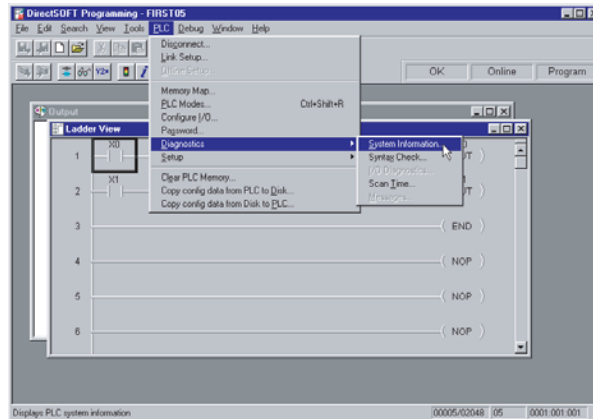 DirectSOFT Programming - FIRST05
File Edit Search View Tools PLC Debug Window Help
Disconnect...
Link Setup...
Offline Setup...
OK Online Program
Memory Map...
PLC Modes... Ctrl+Shift+R
Configure I/O...
Password...
Diagnostics
Setup
Clear PLC Memory...
Copy config data from PLC to Disk...
Copy config data from Disk to PLC...
System Information...
Syntax Check...
I/O Diagnostics...
Scan Time...
Messages...
Output
Ladder View
X0
1
X1
2
3 END
4 NOP
5 NOP
6 NOP
Displays PLC system information 00005/02048 05 0001:001:001